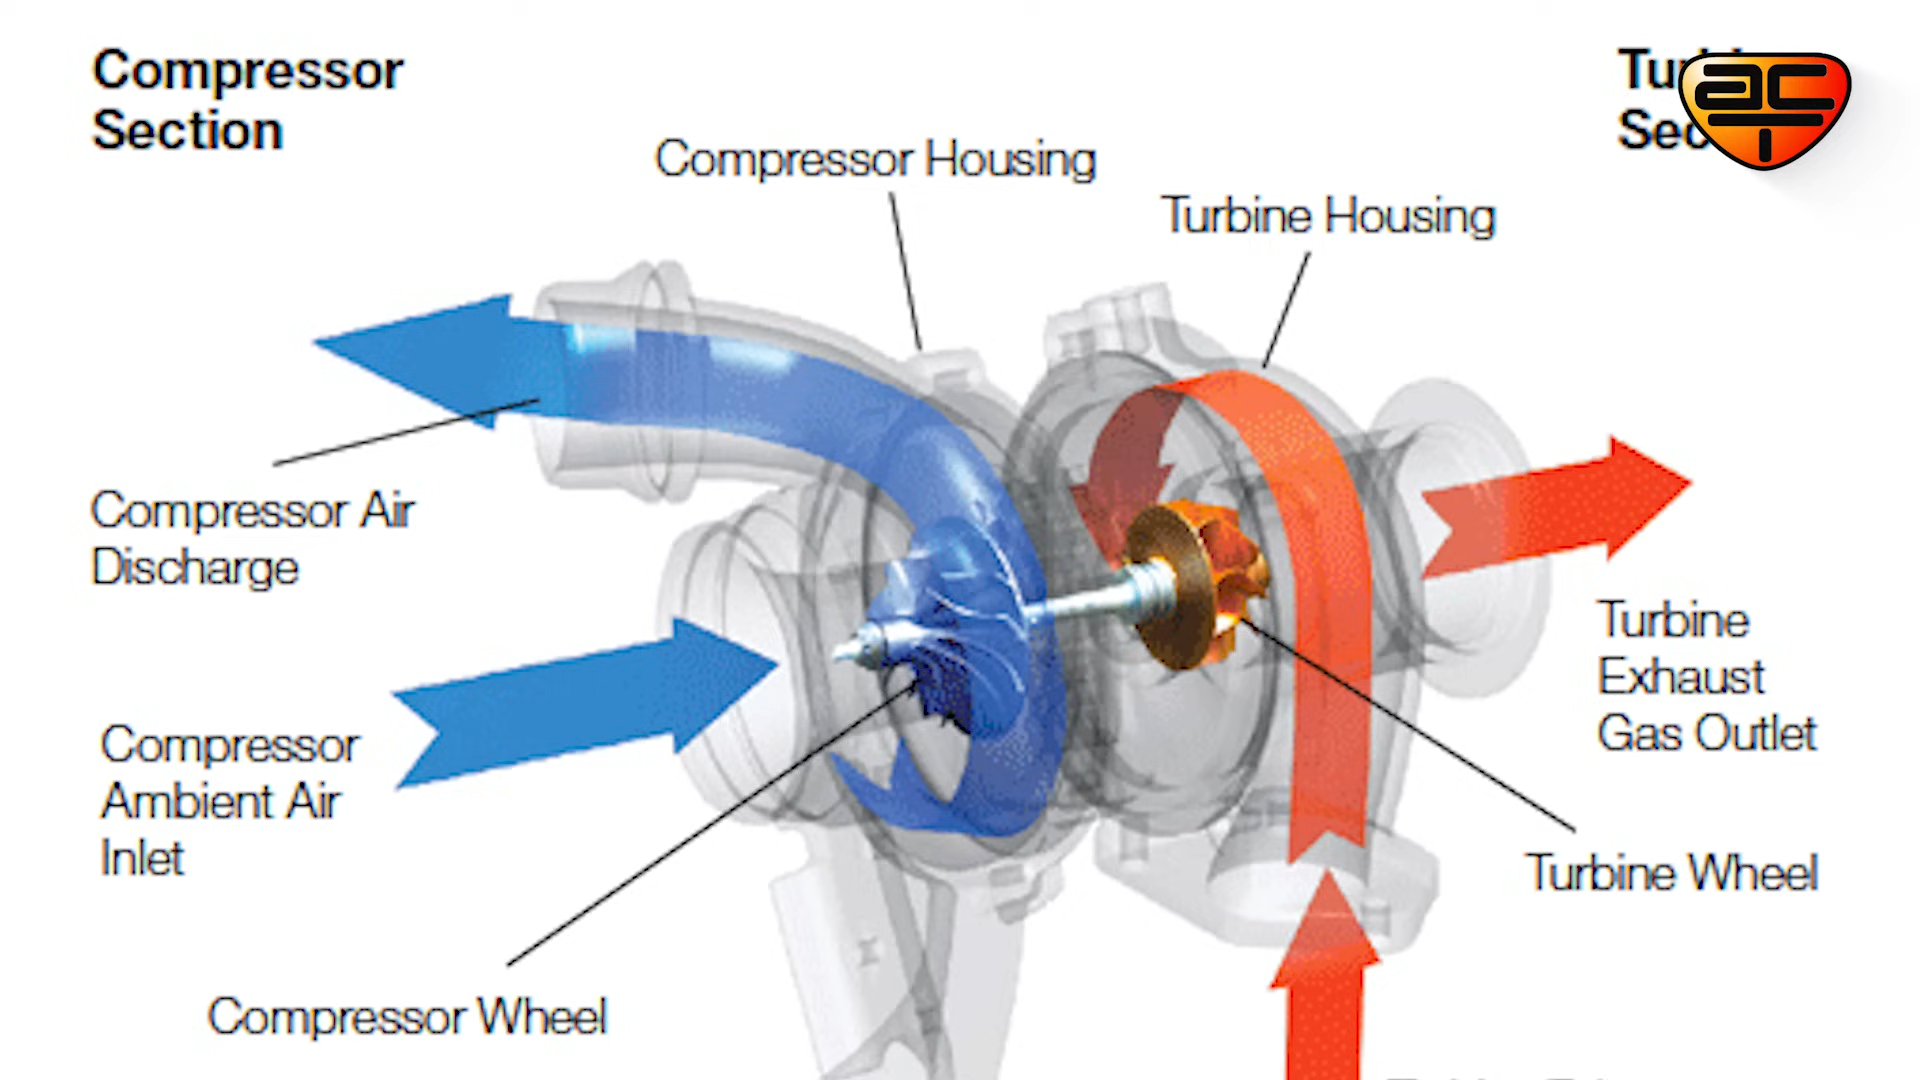 Compressor
Section
Compressor Housing
Turbine Housing
Compressor Air
Discharge
Turbine
Exhaust
Gas Outlet
Compressor
Ambient Air
Inlet
Turbine Wheel
Compressor Wheel